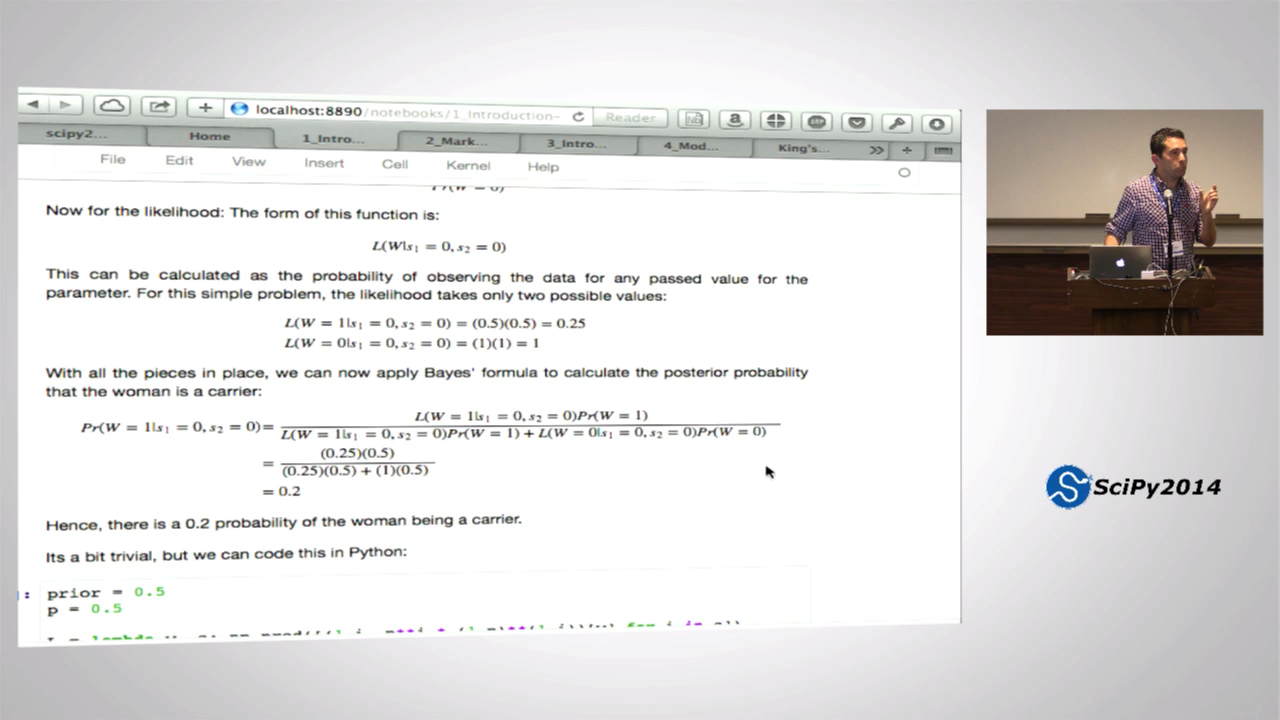 localhost:8890/notebooks/1_Introduction-
Reader
scipy2...
Home
1_Intro...
2_Mark...
3_Intro...
4_Mod...
King's...
File Edit View Insert Cell Kernel Help
Now for the likelihood: The form of this function is:
L(W|s₁ = 0, s₂ = 0)
This can be calculated as the probability of observing the data for any passed value for the
parameter. For this simple problem, the likelihood takes only two possible values:
L(W = 1|s₁ = 0, s₂ = 0) = (0.5)(0.5) = 0.25
L(W = 0|s₁ = 0, s₂ = 0) = (1)(1) = 1
With all the pieces in place, we can now apply Bayes' formula to calculate the posterior probability
that the woman is a carrier:
L(W = 1|s₁ = 0, s₂ = 0)Pr(W = 1)
Pr(W = 1|s₁ = 0, s₂ = 0)=
L(W = 1|s₁ = 0, s₂ = 0)Pr(W = 1) + L(W = 0|s₁ = 0, s₂ = 0)Pr(W = 0)
(0.25)(0.5)
=
(0.25)(0.5) + (1)(0.5)
= 0.2
Hence, there is a 0.2 probability of the woman being a carrier.
Its a bit trivial, but we can code this in Python:
prior = 0.5
p = 0.5
SciPy2014